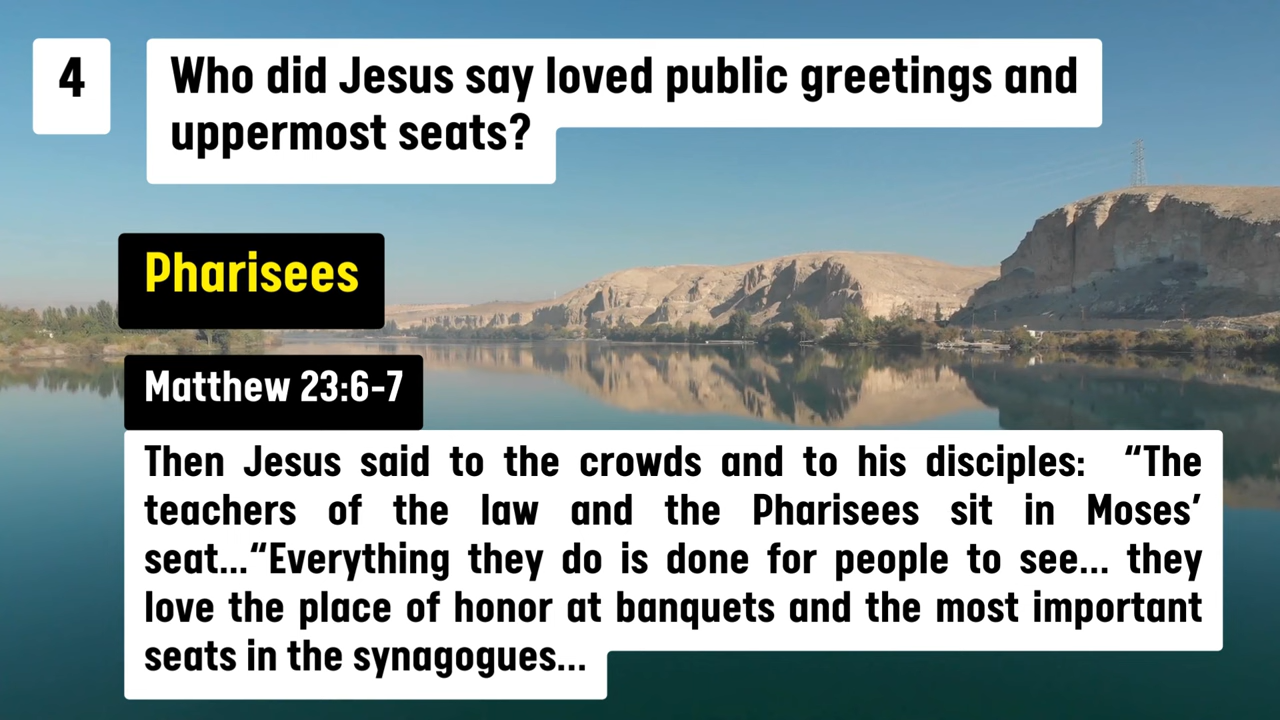 4
Who did Jesus say loved public greetings and
uppermost seats?
Pharisees
Matthew 23:6-7
Then Jesus said to the crowds and to his disciples: “The
teachers of the law and the Pharisees sit in Moses’
seat...“Everything they do is done for people to see... they
love the place of honor at banquets and the most important
seats in the synagogues...